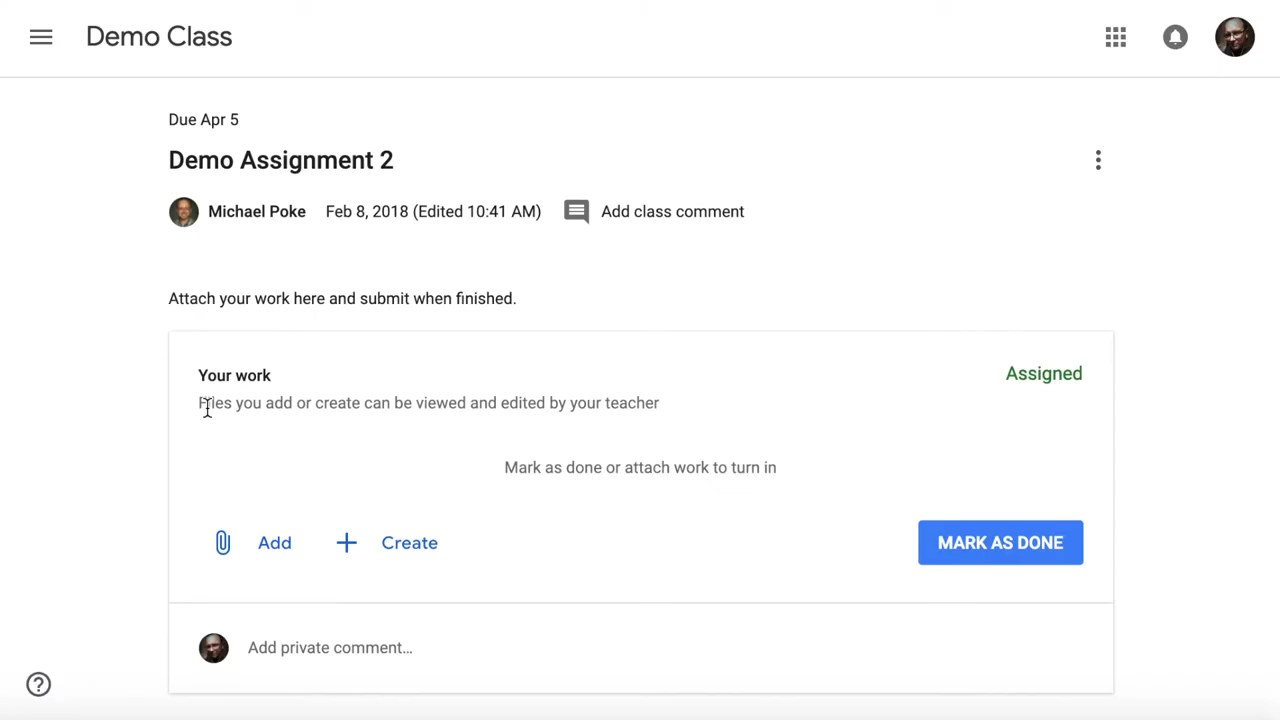 Demo Class
Due Apr 5
Demo Assignment 2
Michael Poke Feb 8, 2018 (Edited 10:41 AM) Add class comment
Attach your work here and submit when finished.
Your work Assigned
Files you add or create can be viewed and edited by your teacher
Mark as done or attach work to turn in
Add + Create MARK AS DONE
Add private comment…
?